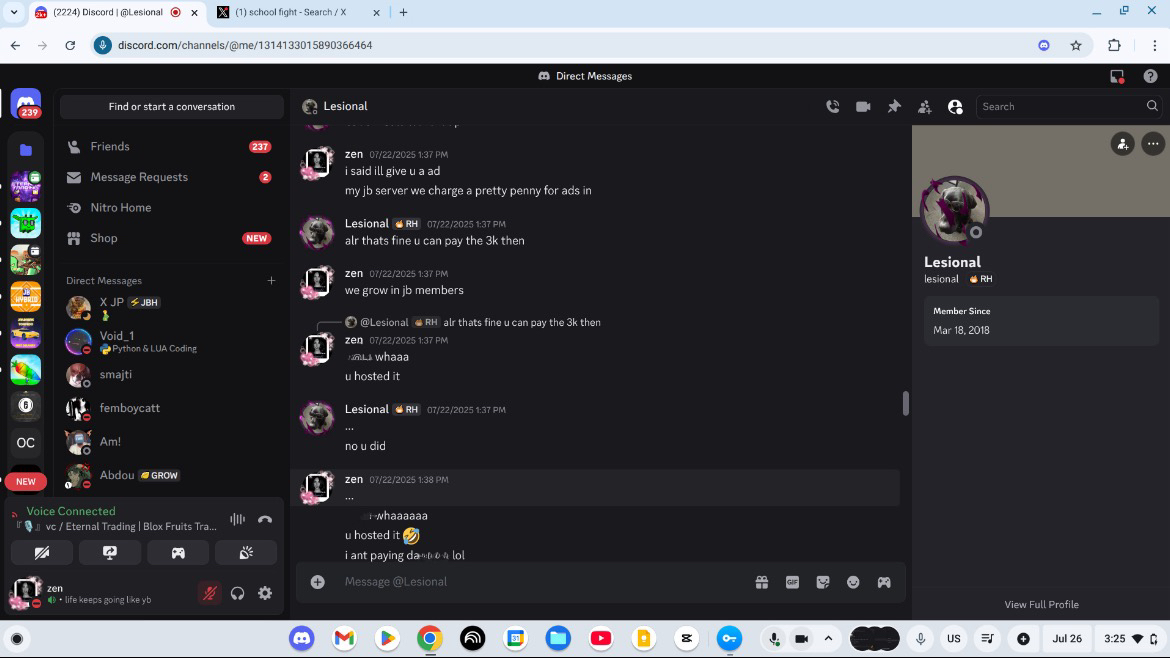 (2224) Discord | @Lesional
(1) school fight - Search / X
discord.com/channels/@me/1314133015890366464
Direct Messages
239
OC
NEW
Find or start a conversation
Friends 237
Message Requests 2
Nitro Home
Shop NEW
Direct Messages
X JP JBH
Void_1
Python & LUA Coding
smajti
femboycatt
Am!
Abdou GROW
Voice Connected
vc / Eternal Trading | Blox Fruits Tra...
zen
• life keeps going like yb
Lesional
Search
zen 07/22/2025 1:37 PM
i said ill give u a ad
my jb server we charge a pretty penny for ads in
Lesional RH 07/22/2025 1:37 PM
alr thats fine u can pay the 3k then
zen 07/22/2025 1:37 PM
we grow in jb members
@Lesional RH alr thats fine u can pay the 3k then
zen 07/22/2025 1:37 PM
whaaa
u hosted it
Lesional RH 07/22/2025 1:37 PM
...
no u did
zen 07/22/2025 1:38 PM
...
whaaaaaa
u hosted it 🤣
i ant paying lol
Message @Lesional
GIF
Lesional
lesional RH
Member Since
Mar 18, 2018
View Full Profile
US
Jul 26
3:25